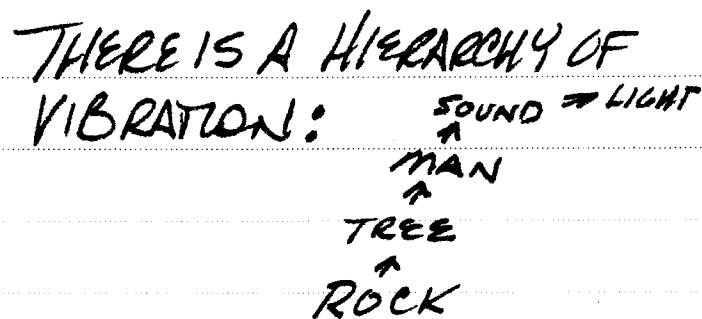 THERE IS A HIERARCHY OF
VIBRATION:
SOUND → LIGHT
↑
MAN
↑
TREE
↑
ROCK